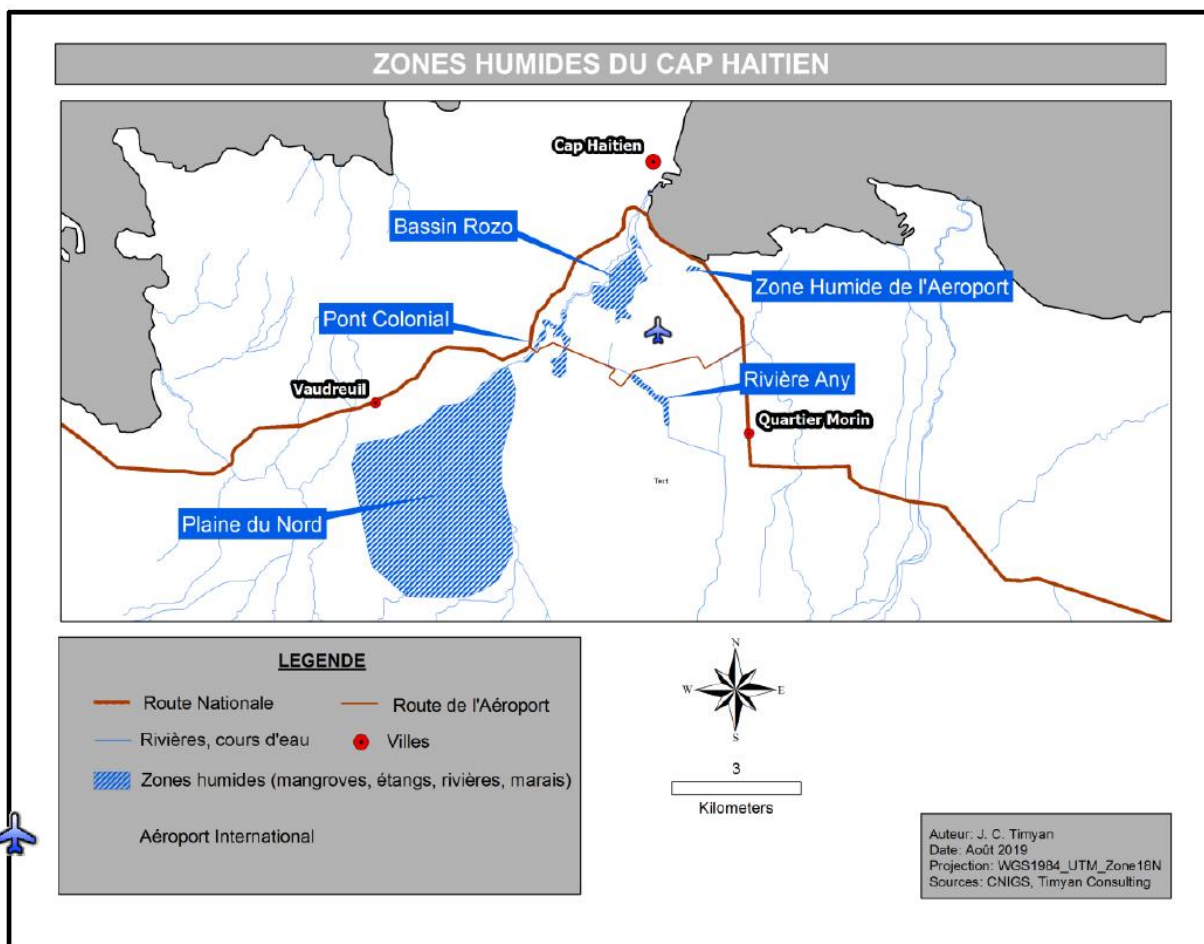 ZONES HUMIDES DU CAP HAITIEN
Cap Haitien
Bassin Rozo
Zone Humide de l'Aeroport
Pont Colonial
Rivière Any
Vaudreuil
Quartier Morin
Text
Plaine du Nord
LEGENDE
Route Nationale
Route de l'Aéroport
Rivières, cours d'eau
Villes
Zones humides (mangroves, étangs, rivières, marais)
Aéroport International
N
W
E
S
3
Kilometers
Auteur: J. C. Timyan
Date: Août 2019
Projection: WGS1984_UTM_Zone18N
Sources: CNIGS, Timyan Consulting